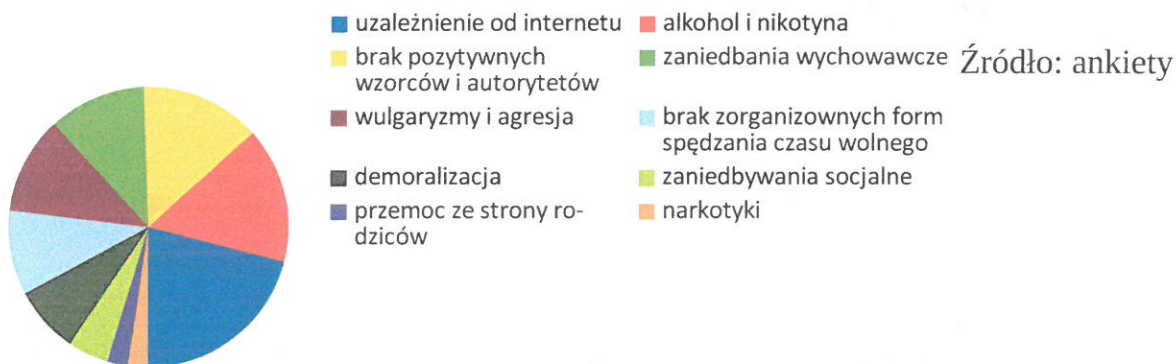 uzależnienie od internetu
alkohol i nikotyna
brak pozytywnych
wzorców i autorytetów
zaniedbania wychowawcze
Źródło: ankiety
wulgaryzmy i agresja
brak zorganizownych form
spędzania czasu wolnego
demoralizacja
zaniedbywania socjalne
przemoc ze strony ro-
dziców
narkotyki